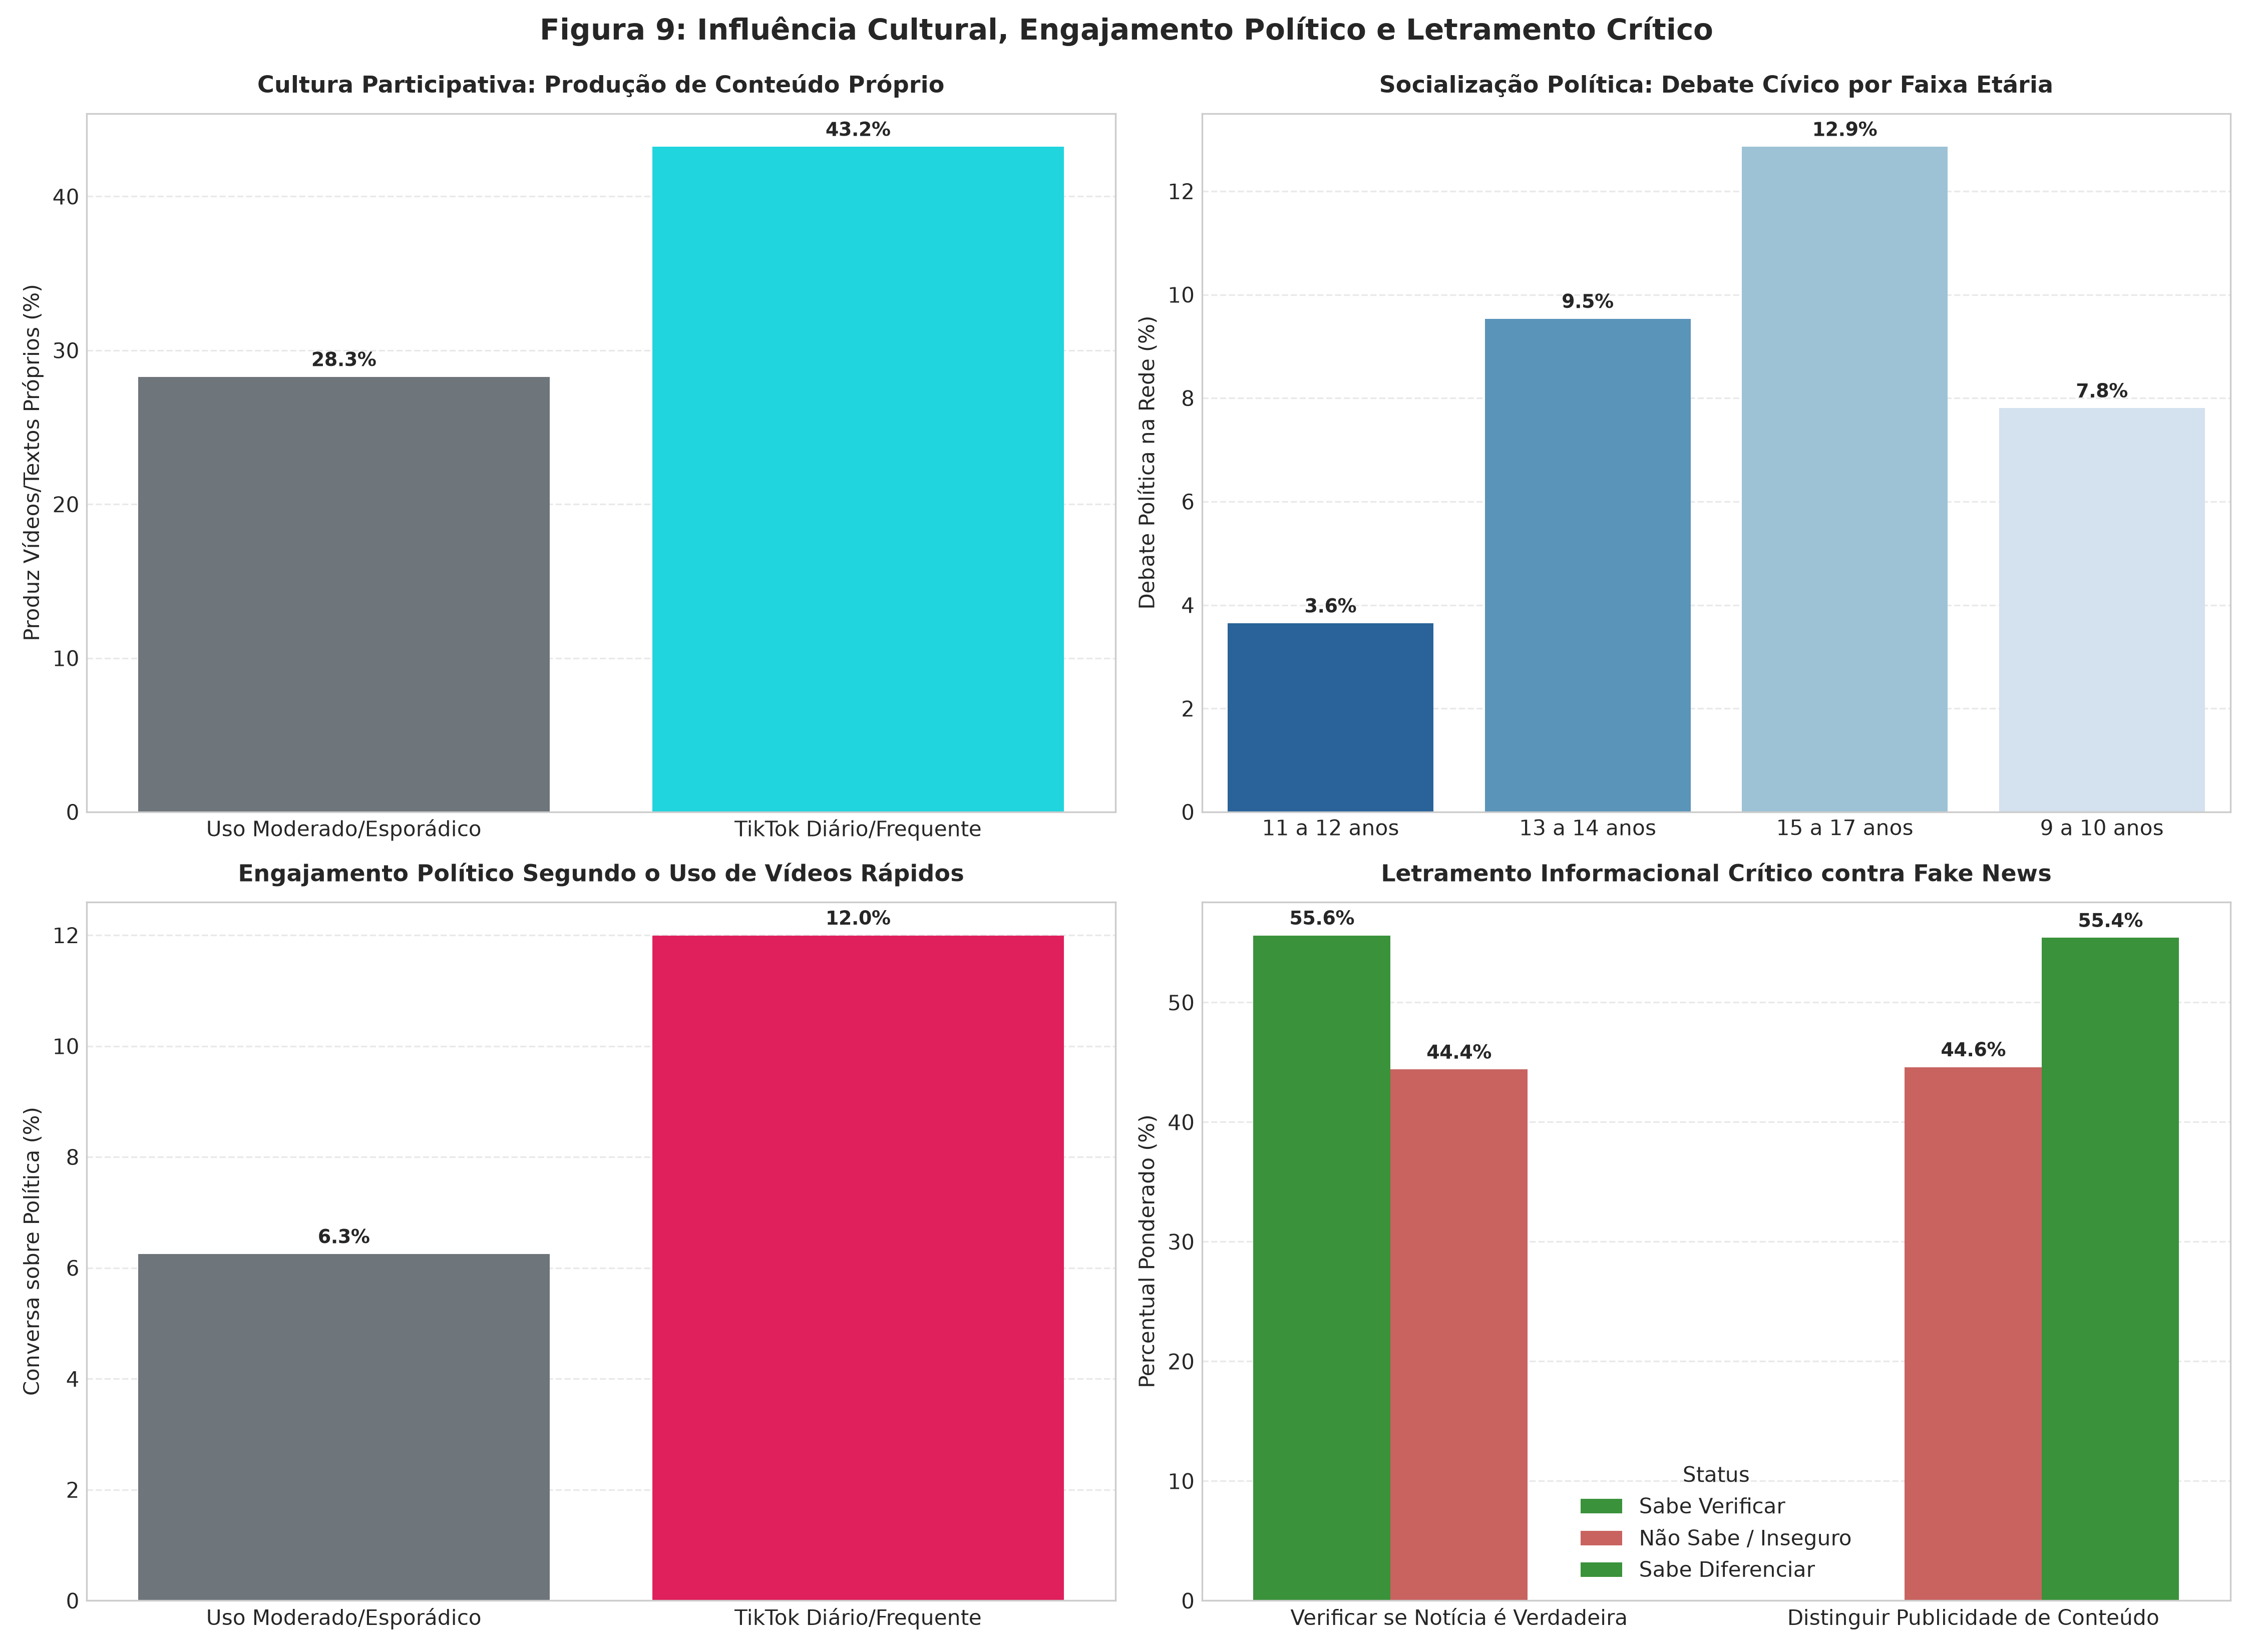 Figura 9: Influência Cultural, Engajamento Político e Letramento Crítico
Cultura Participativa: Produção de Conteúdo Próprio
Produz Vídeos/Textos Próprios (%)
40
30
20
10
0
28.3%
43.2%
Uso Moderado/Esporádico
TikTok Diário/Frequente
Socialização Política: Debate Cívico por Faixa Etária
Debate Política na Rede (%)
12
10
8
6
4
2
0
3.6%
9.5%
12.9%
7.8%
11 a 12 anos
13 a 14 anos
15 a 17 anos
9 a 10 anos
Engajamento Político Segundo o Uso de Vídeos Rápidos
Conversa sobre Política (%)
12
10
8
6
4
2
0
6.3%
12.0%
Uso Moderado/Esporádico
TikTok Diário/Frequente
Letramento Informacional Crítico contra Fake News
Percentual Ponderado (%)
50
40
30
20
10
0
55.6%
44.4%
44.6%
55.4%
Status
Sabe Verificar
Não Sabe / Inseguro
Sabe Diferenciar
Verificar se Notícia é Verdadeira
Distinguir Publicidade de Conteúdo